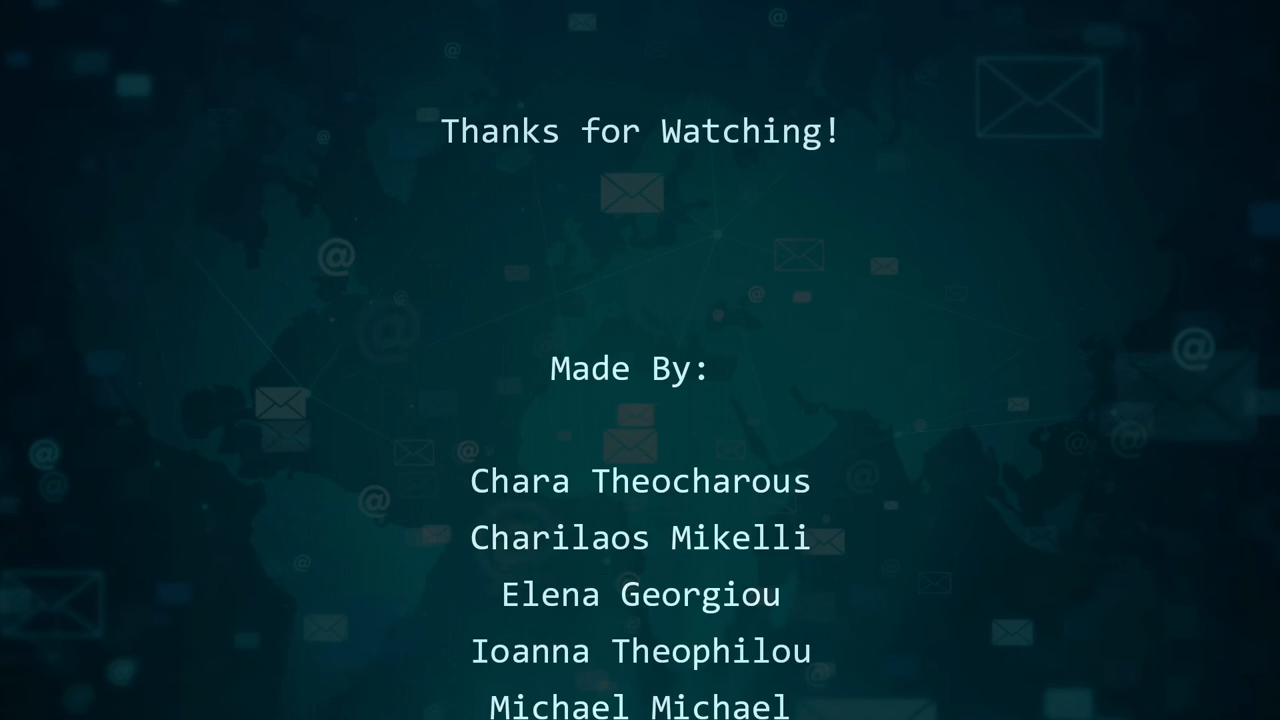 Thanks for Watching!
Made By:
Chara Theocharous
Charilaos Mikelli
Elena Georgiou
Ioanna Theophilou
Michael Michael